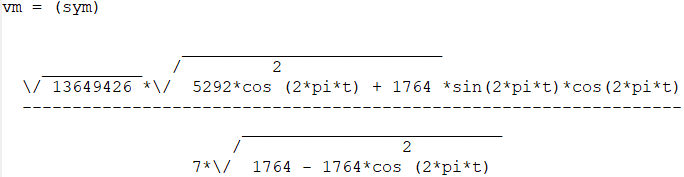 vm = (sym)
   __________ /         2
 \/ 13649426 *\/  5292*cos (2*pi*t) + 1764 *sin(2*pi*t)*cos(2*pi*t)
 ------------------------------------------------------------------
                     /                2
                 7*\/  1764 - 1764*cos (2*pi*t)